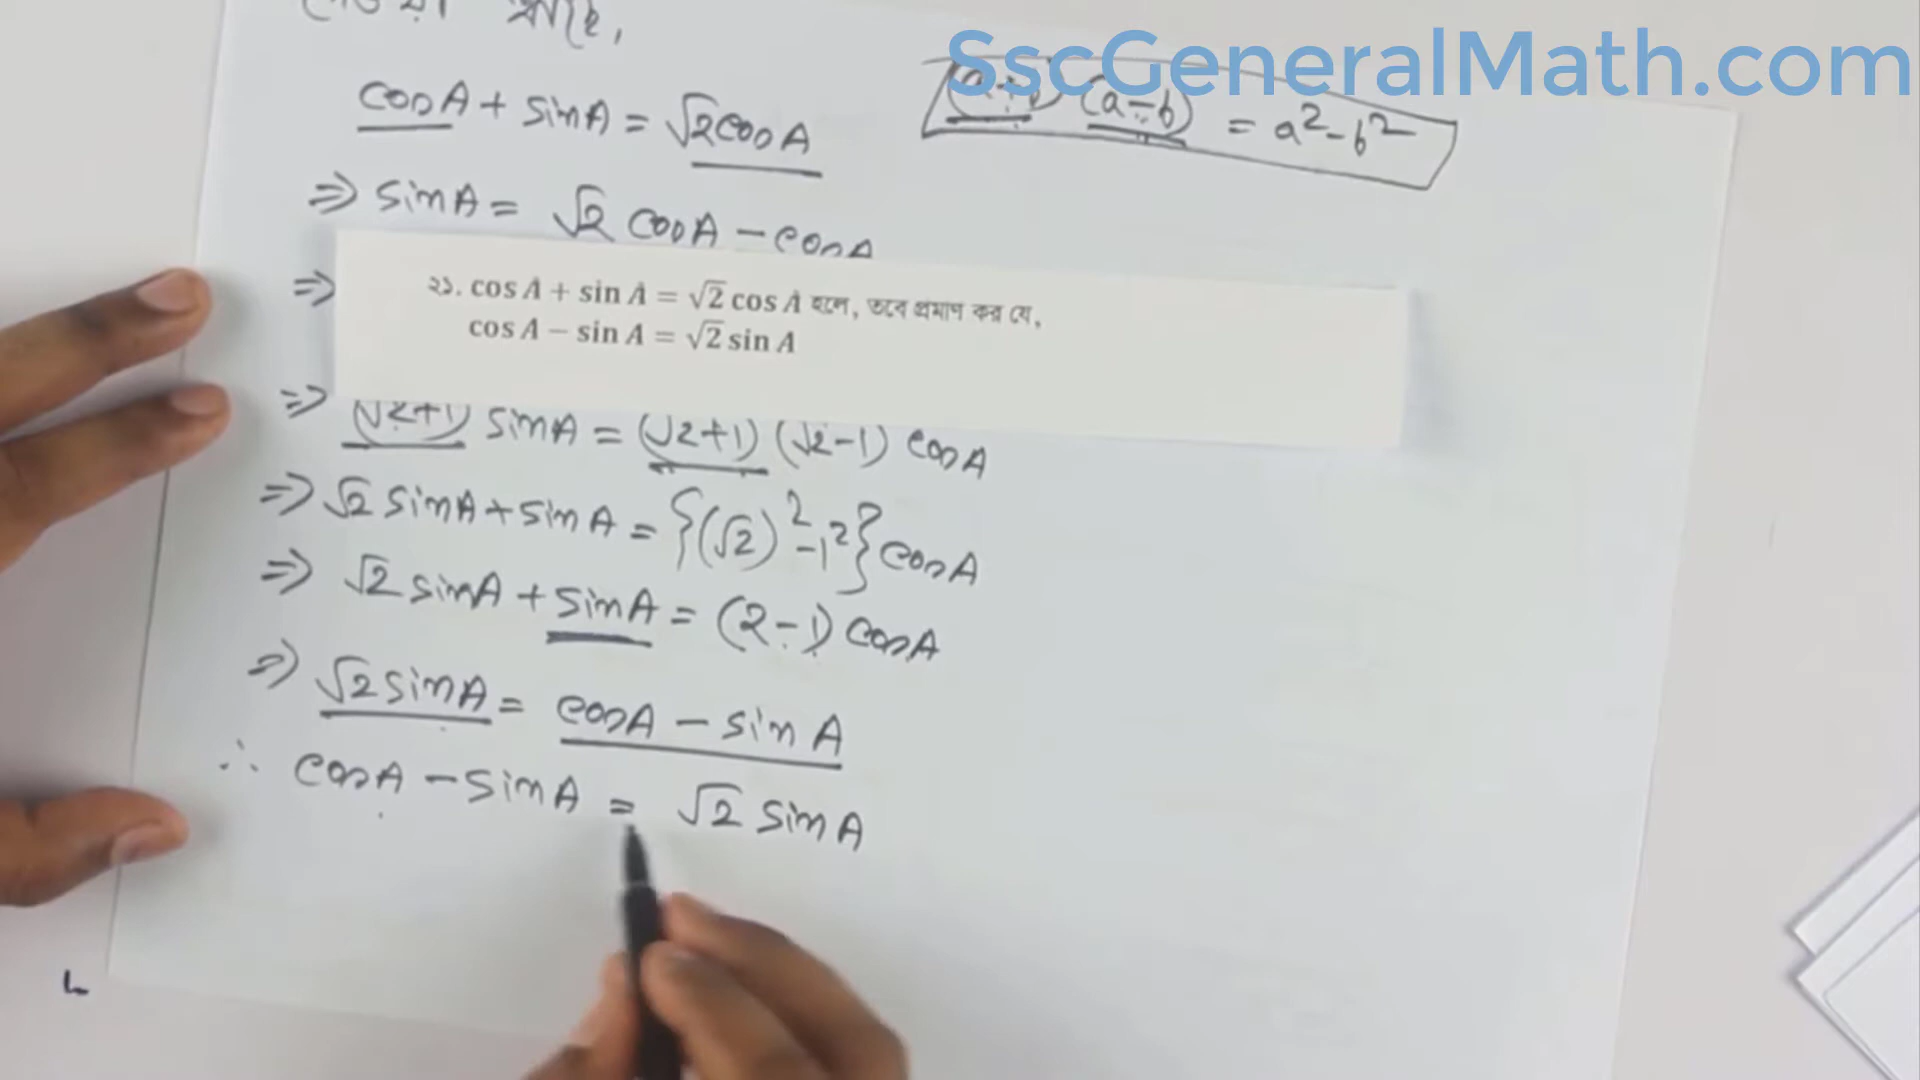 SscGeneralMath.com
cosA + sinA = √2cosA
(a-b) = a²-b²
⇒ sinA = √2 cosA - cosA
⇒
২১. cos A + sin A = √2 cos A হলে, তবে প্রমাণ কর যে,
cos A − sin A = √2 sin A
⇒ (√2+1) sinA = (√2+1) (√2-1) cosA
⇒ √2 sinA + sinA = {(√2)² -1²} cosA
⇒ √2 sinA + sinA = (2-1) cosA
⇒ √2 sinA = cosA - sin A
∴ cosA - sinA = √2 sinA